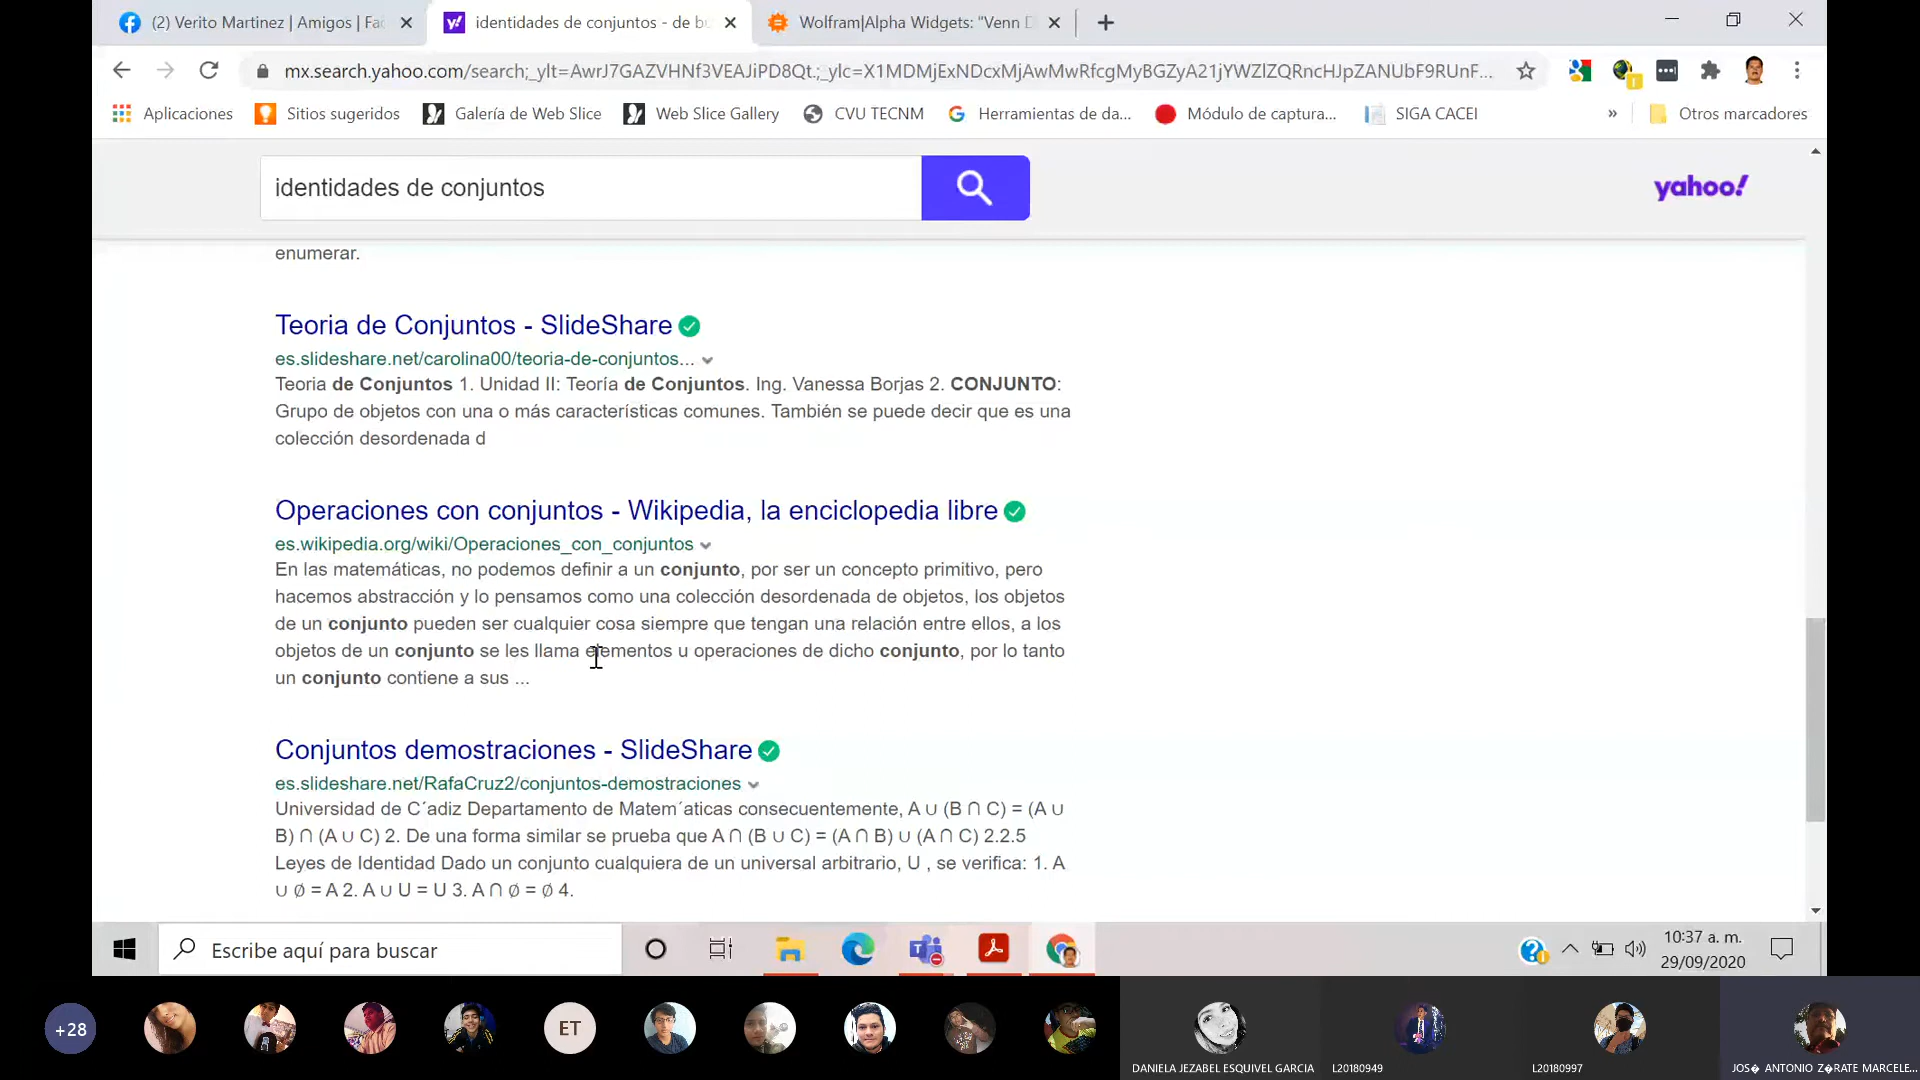 (2) Verito Martinez | Amigos | Fac
identidades de conjuntos - de bu
Wolfram|Alpha Widgets: "Venn D
mx.search.yahoo.com/search;_ylt=AwrJ7GAZVHNf3VEAJiPD8Qt.;_ylc=X1MDMjExNDcxMjAwMwRfcgMyBGZyA21jYWZlZQRncHJpZANUbF9RUnF...
Aplicaciones
Sitios sugeridos
Galería de Web Slice
Web Slice Gallery
CVU TECNM
Herramientas de da...
Módulo de captura...
SIGA CACEI
»
Otros marcadores
identidades de conjuntos
yahoo!
enumerar.
Teoria de Conjuntos - SlideShare
es.slideshare.net/carolina00/teoria-de-conjuntos...
Teoria de Conjuntos 1. Unidad II: Teoría de Conjuntos. Ing. Vanessa Borjas 2. CONJUNTO:
Grupo de objetos con una o más características comunes. También se puede decir que es una
colección desordenada d
Operaciones con conjuntos - Wikipedia, la enciclopedia libre
es.wikipedia.org/wiki/Operaciones_con_conjuntos
En las matemáticas, no podemos definir a un conjunto, por ser un concepto primitivo, pero
hacemos abstracción y lo pensamos como una colección desordenada de objetos, los objetos
de un conjunto pueden ser cualquier cosa siempre que tengan una relación entre ellos, a los
objetos de un conjunto se les llama elementos u operaciones de dicho conjunto, por lo tanto
un conjunto contiene a sus ...
Conjuntos demostraciones - SlideShare
es.slideshare.net/RafaCruz2/conjuntos-demostraciones
Universidad de C´adiz Departamento de Matem´aticas consecuentemente, A ∪ (B ∩ C) = (A ∪
B) ∩ (A ∪ C) 2. De una forma similar se prueba que A ∩ (B ∪ C) = (A ∩ B) ∪ (A ∩ C) 2.2.5
Leyes de Identidad Dado un conjunto cualquiera de un universal arbitrario, U , se verifica: 1. A
∪ ∅ = A 2. A ∪ U = U 3. A ∩ ∅ = ∅ 4.
Escribe aquí para buscar
10:37 a. m.
29/09/2020
+28
ET
DANIELA JEZABEL ESQUIVEL GARCIA
L20180949
L20180997
JOS� ANTONIO Z�RATE MARCELE...